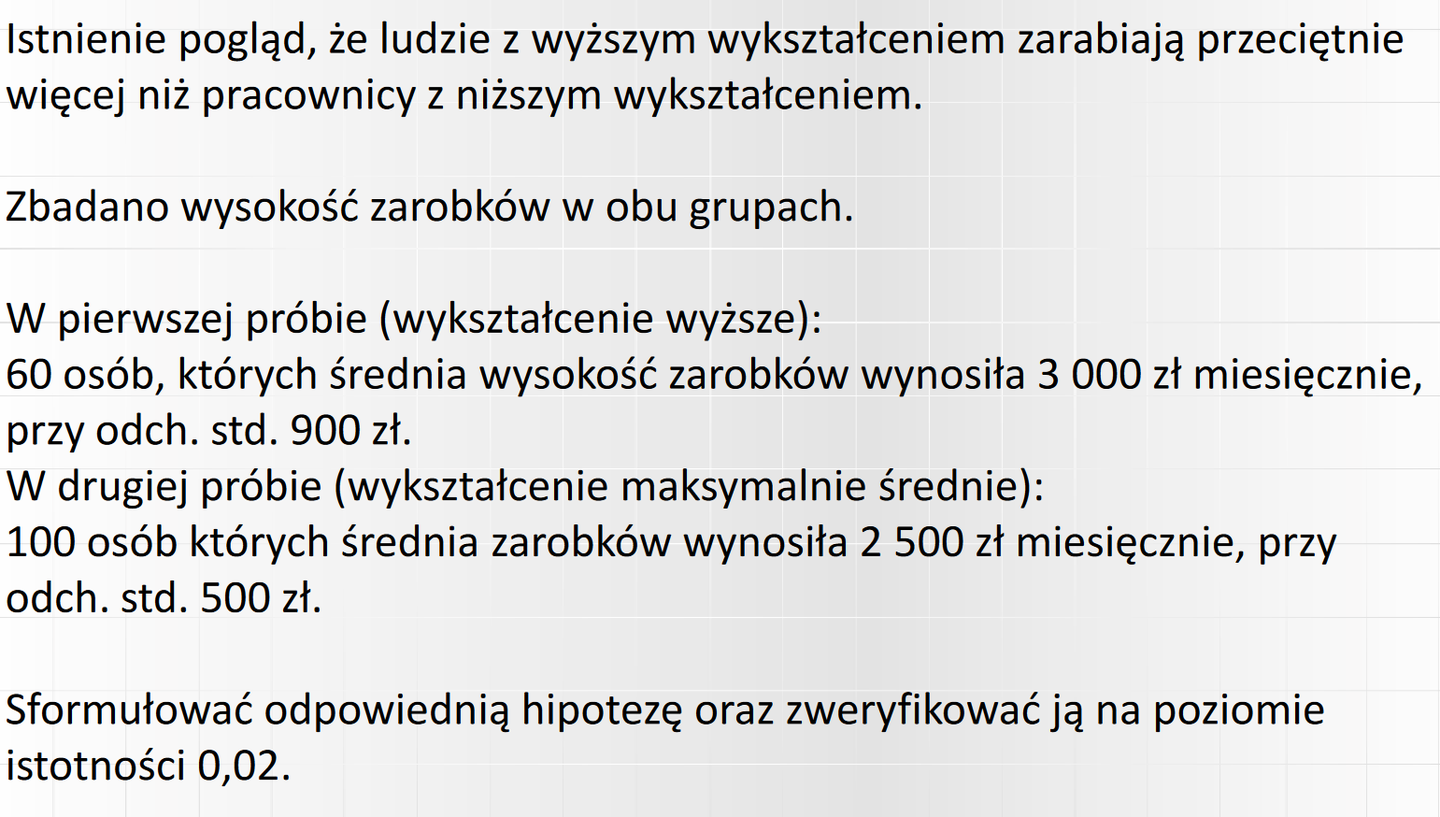 Istnienie pogląd, że ludzie z wyższym wykształceniem zarabiają przeciętnie
więcej niż pracownicy z niższym wykształceniem.
Zbadano wysokość zarobków w obu grupach.
W pierwszej próbie (wykształcenie wyższe):
60 osób, których średnia wysokość zarobków wynosiła 3 000 zł miesięcznie,
przy odch. std. 900 zł.
W drugiej próbie (wykształcenie maksymalnie średnie):
100 osób których średnia zarobków wynosiła 2 500 zł miesięcznie, przy
odch. std. 500 zł.
Sformułować odpowiednią hipotezę oraz zweryfikować ją na poziomie
istotności 0,02.